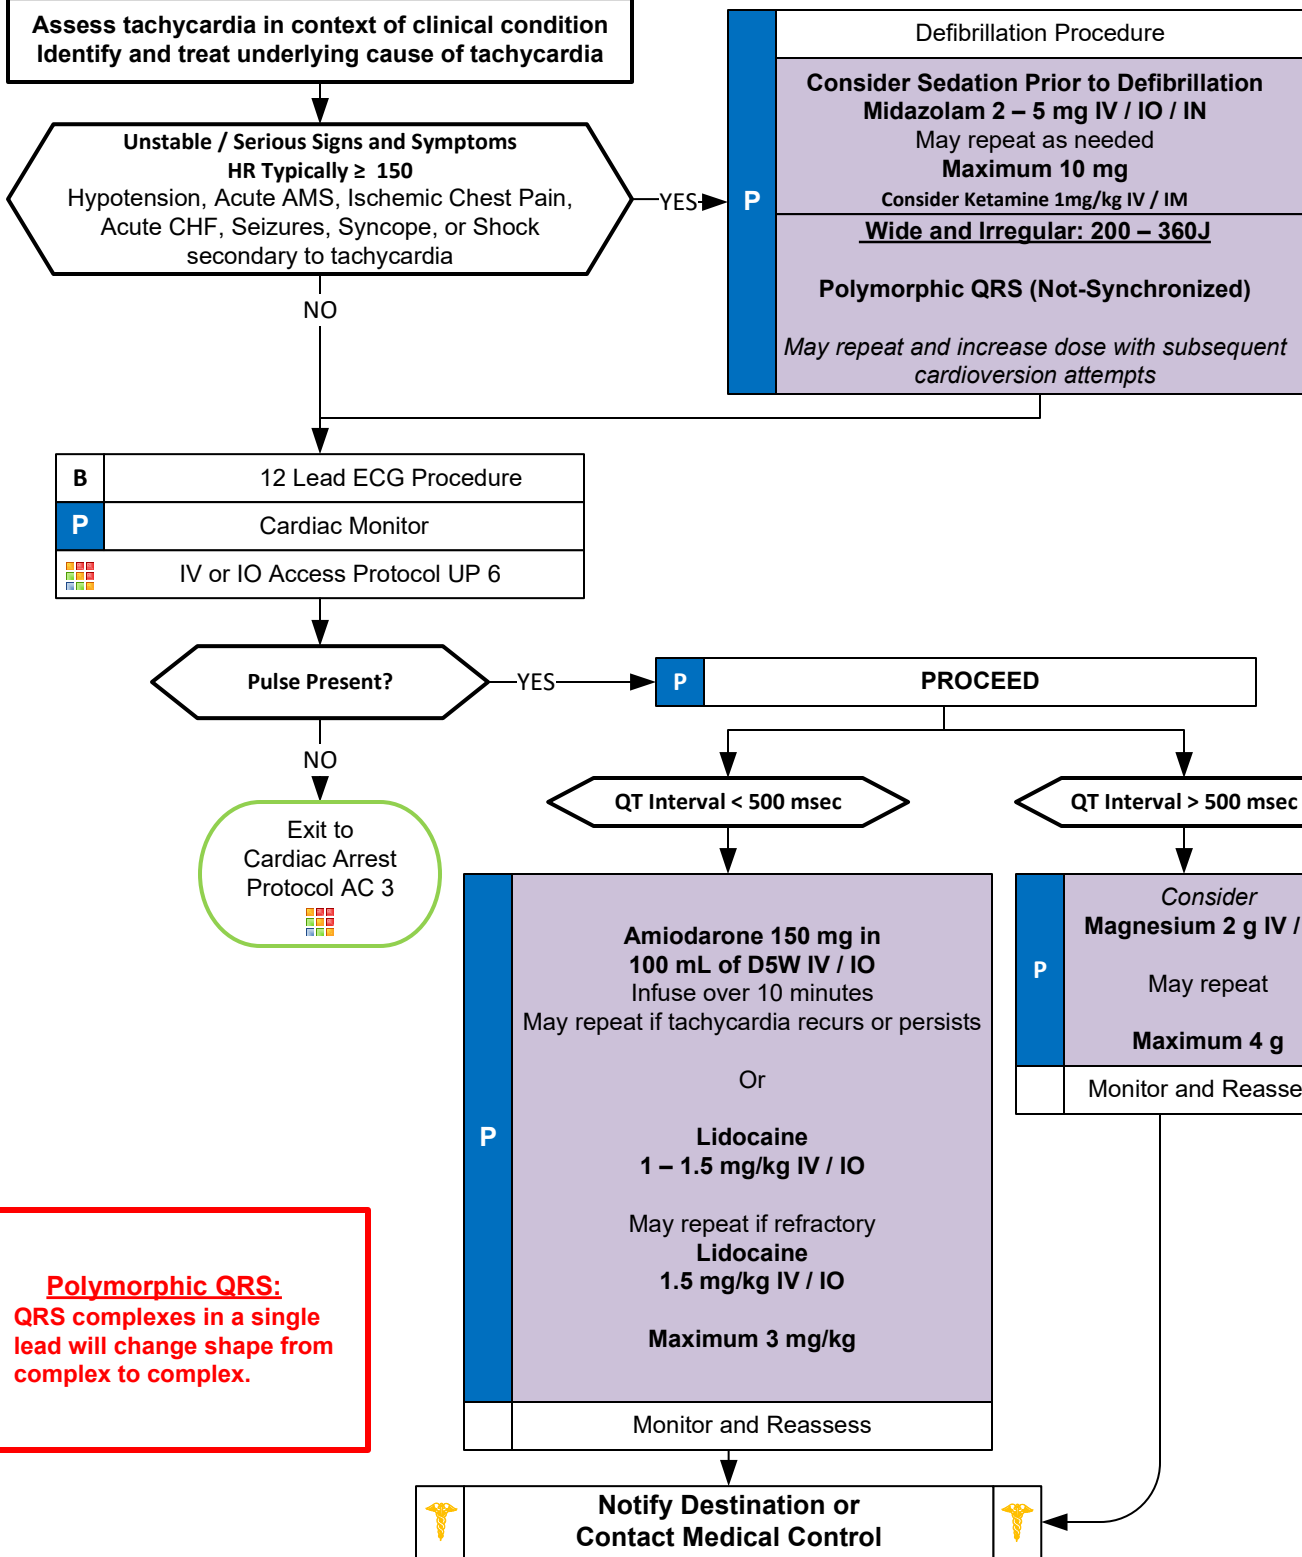 Assess tachycardia in context of clinical condition
Identify and treat underlying cause of tachycardia
Unstable / Serious Signs and Symptoms
HR Typically ≥ 150
Hypotension, Acute AMS, Ischemic Chest Pain,
Acute CHF, Seizures, Syncope, or Shock
secondary to tachycardia
YES
NO
P
Defibrillation Procedure
Consider Sedation Prior to Defibrillation
Midazolam 2 – 5 mg IV / IO / IN
May repeat as needed
Maximum 10 mg
Consider Ketamine 1mg/kg IV / IM
Wide and Irregular: 200 – 360J
Polymorphic QRS (Not-Synchronized)
May repeat and increase dose with subsequent
cardioversion attempts
B
12 Lead ECG Procedure
P
Cardiac Monitor
IV or IO Access Protocol UP 6
Pulse Present?
YES
P
PROCEED
NO
Exit to
Cardiac Arrest
Protocol AC 3
QT Interval < 500 msec
QT Interval > 500 msec
P
Amiodarone 150 mg in
100 mL of D5W IV / IO
Infuse over 10 minutes
May repeat if tachycardia recurs or persists
Or
Lidocaine
1 – 1.5 mg/kg IV / IO
May repeat if refractory
Lidocaine
1.5 mg/kg IV / IO
Maximum 3 mg/kg
Monitor and Reassess
P
Consider
Magnesium 2 g IV /
May repeat
Maximum 4 g
Monitor and Reasse
Polymorphic QRS:
QRS complexes in a single
lead will change shape from
complex to complex.
Notify Destination or
Contact Medical Control